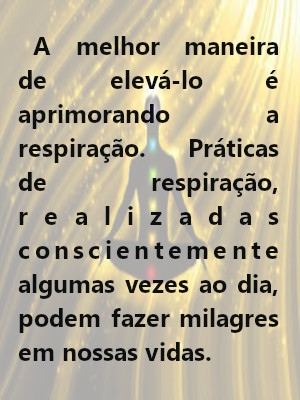 A melhor maneira
de elevá-lo é
aprimorando a
respiração. Práticas
de respiração,
realizadas
conscientemente
algumas vezes ao dia,
podem fazer milagres
em nossas vidas.